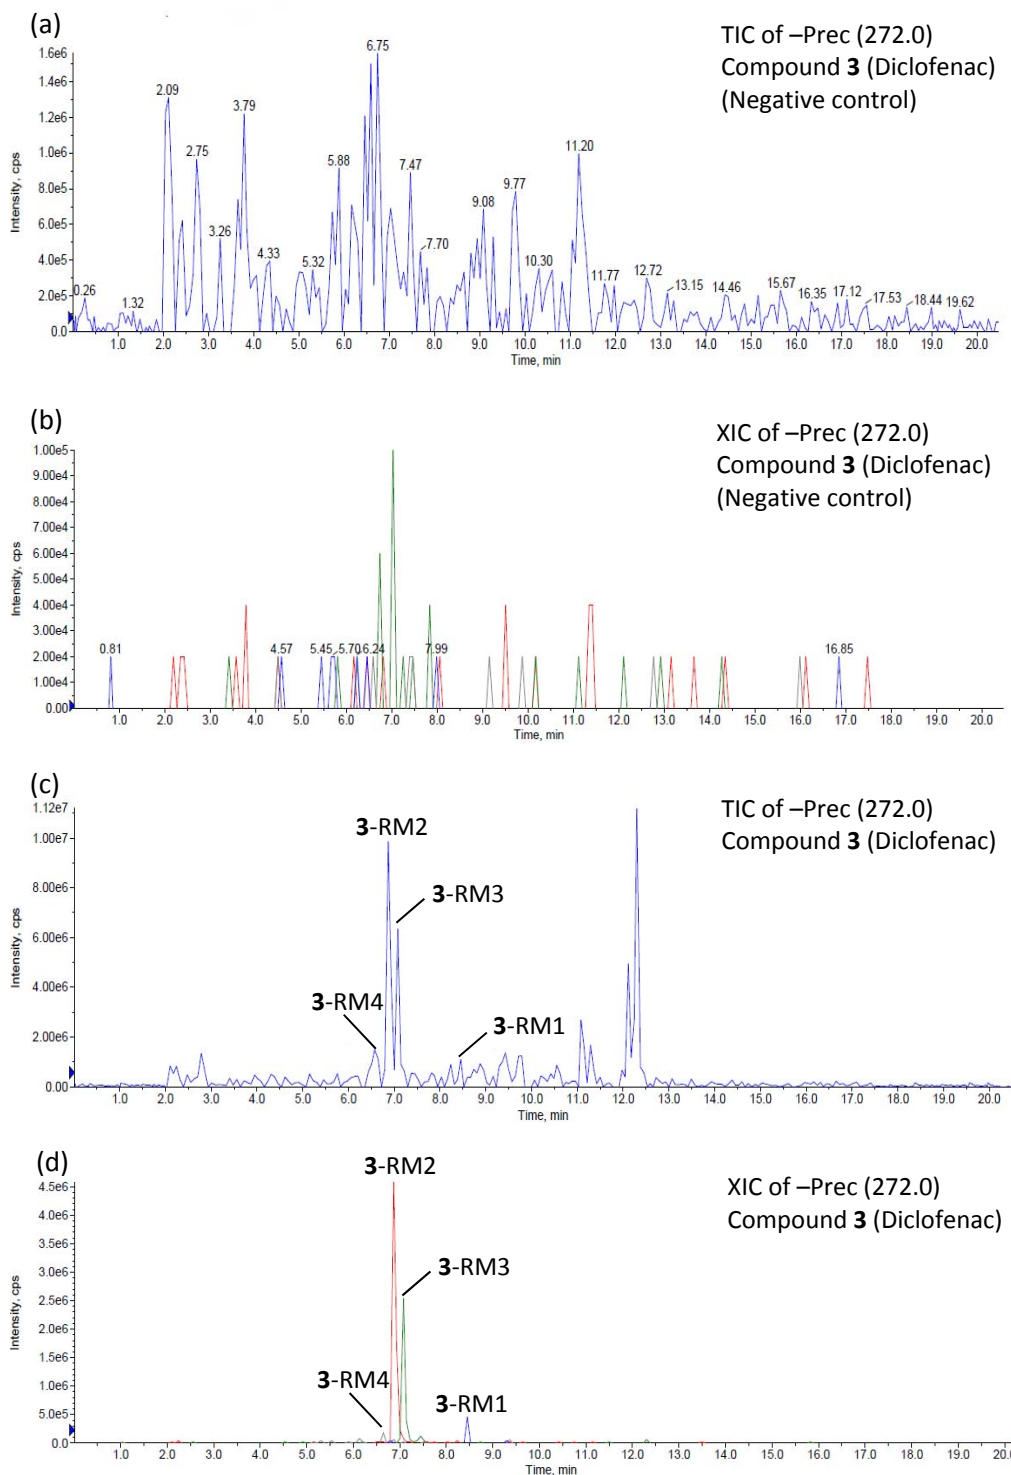 (a)
TIC of –Prec (272.0)
Compound 3 (Diclofenac)
(Negative control)
Intensity, cps
1.6e6
1.4e6
1.2e6
1.0e6
8.0e5
6.0e5
4.0e5
2.0e5
0.0
0.26
1.32
2.09
2.75
3.26
3.79
4.33
5.32
5.88
6.75
7.47
7.70
9.08
9.77
10.30
11.20
11.77
12.72
13.15
14.46
15.67
16.35
17.12
17.53
18.44
19.62
1.0 2.0 3.0 4.0 5.0 6.0 7.0 8.0 9.0 10.0 11.0 12.0 13.0 14.0 15.0 16.0 17.0 18.0 19.0 20.0
Time, min
(b)
XIC of –Prec (272.0)
Compound 3 (Diclofenac)
(Negative control)
Intensity, cps
1.00e5
9.00e4
8.00e4
7.00e4
6.00e4
5.00e4
4.00e4
3.00e4
2.00e4
1.00e4
0.00
0.81
4.57
5.45
5.70
6.24
7.99
16.85
1.0 2.0 3.0 4.0 5.0 6.0 7.0 8.0 9.0 10.0 11.0 12.0 13.0 14.0 15.0 16.0 17.0 18.0 19.0 20.0
Time, min
(c)
TIC of –Prec (272.0)
Compound 3 (Diclofenac)
Intensity, cps
1.12e7
1.00e7
8.00e6
6.00e6
4.00e6
2.00e6
0.00
3-RM2
3-RM3
3-RM4
3-RM1
1.0 2.0 3.0 4.0 5.0 6.0 7.0 8.0 9.0 10.0 11.0 12.0 13.0 14.0 15.0 16.0 17.0 18.0 19.0 20.0
Time, min
(d)
XIC of –Prec (272.0)
Compound 3 (Diclofenac)
Intensity, cps
4.5e6
4.0e6
3.5e6
3.0e6
2.5e6
2.0e6
1.5e6
1.0e6
5.0e5
0.0
3-RM2
3-RM3
3-RM4
3-RM1
1.0 2.0 3.0 4.0 5.0 6.0 7.0 8.0 9.0 10.0 11.0 12.0 13.0 14.0 15.0 16.0 17.0 18.0 19.0 20.0
Time, min